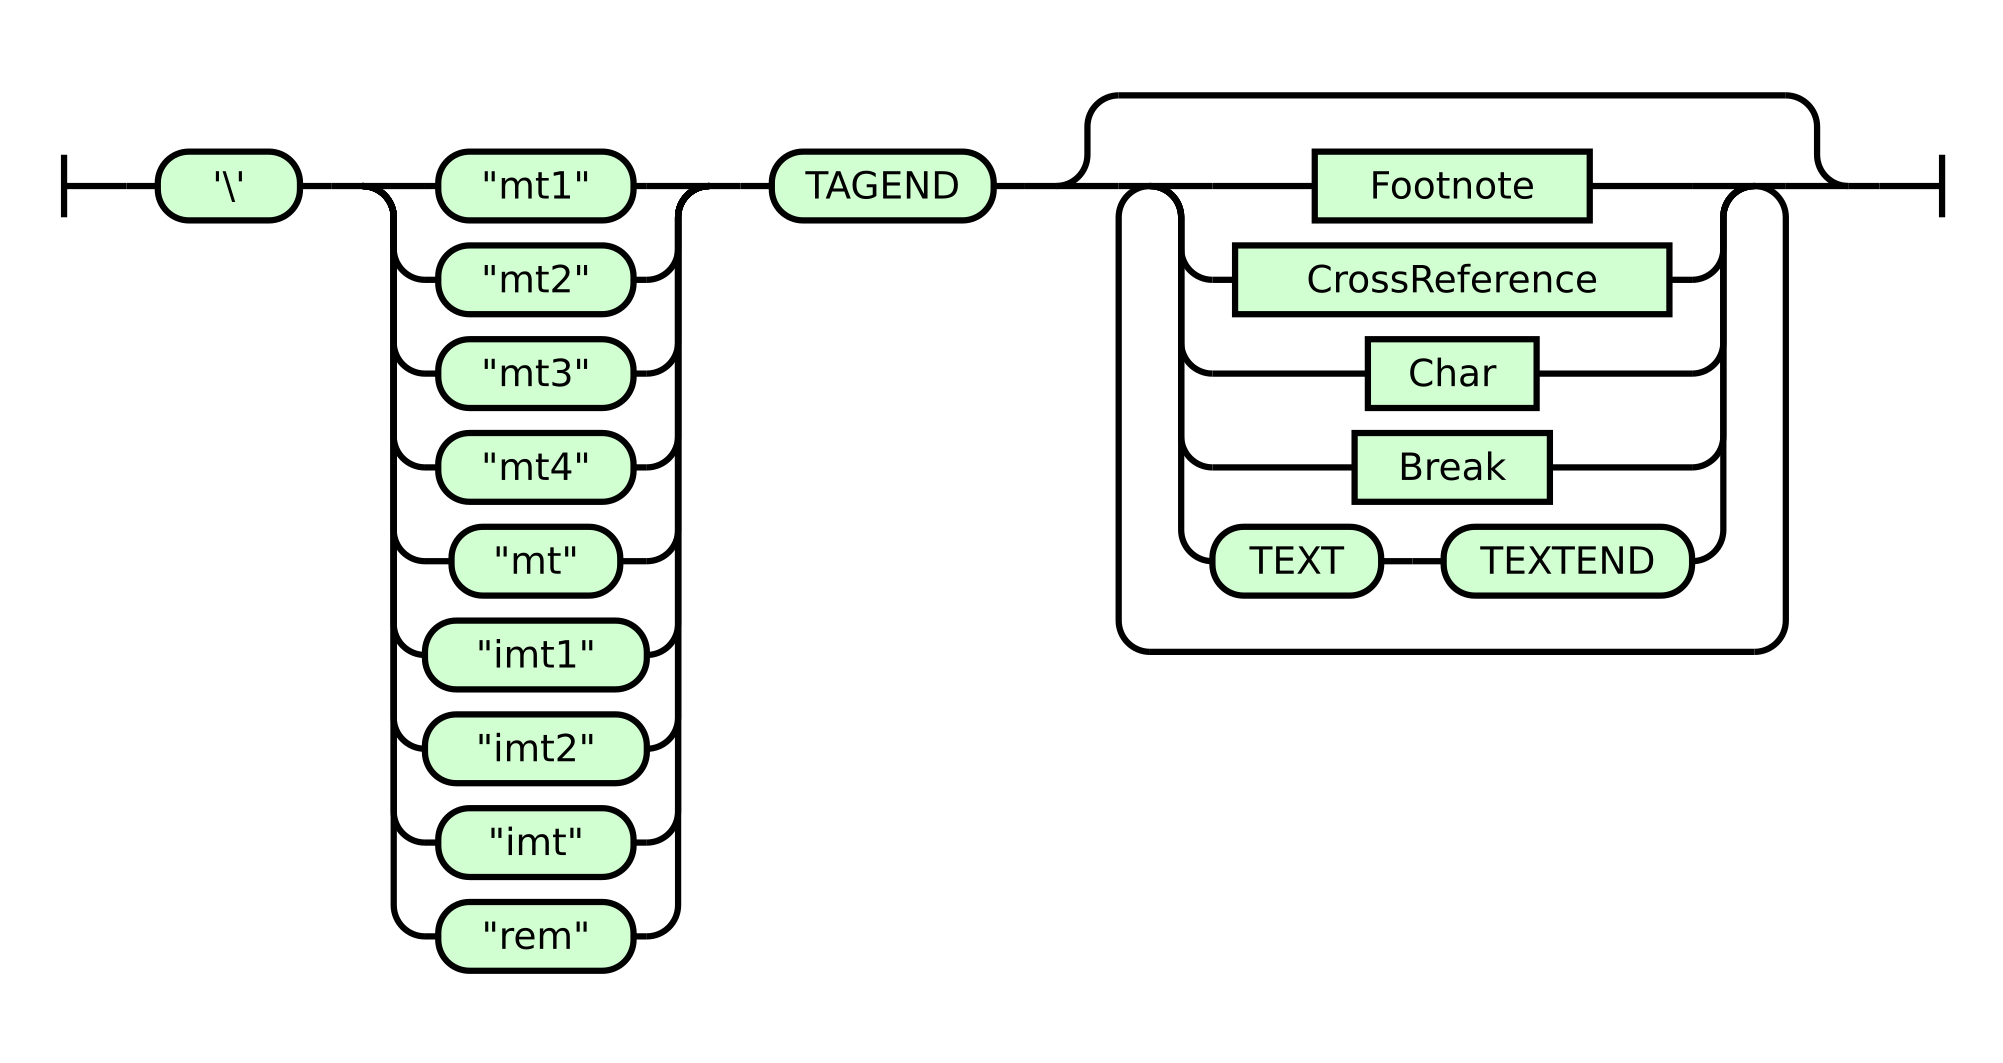 '\' "mt1" TAGEND Footnote
"mt2" CrossReference
"mt3" Char
"mt4" Break
"mt" TEXT TEXTEND
"imt1"
"imt2"
"imt"
"rem"